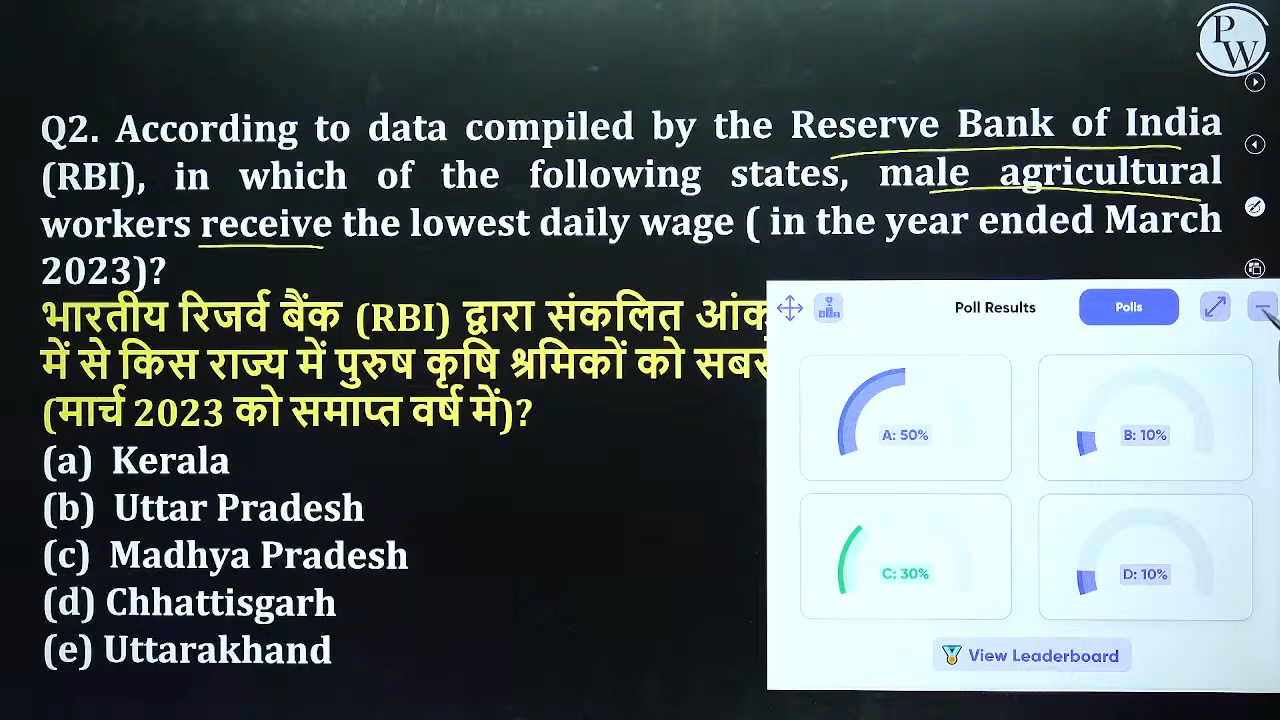 PW
Q2. According to data compiled by the Reserve Bank of India
(RBI), in which of the following states, male agricultural
workers receive the lowest daily wage ( in the year ended March
2023)?
भारतीय रिजर्व बैंक (RBI) द्वारा संकलित
में से किस राज्य में पुरुष कृषि श्रमिकों को
(मार्च 2023 को समाप्त वर्ष में)?
(a) Kerala
(b) Uttar Pradesh
(c) Madhya Pradesh
(d) Chhattisgarh
(e) Uttarakhand
Poll Results
Polls
A: 50%
B: 10%
C: 30%
D: 10%
View Leaderboard